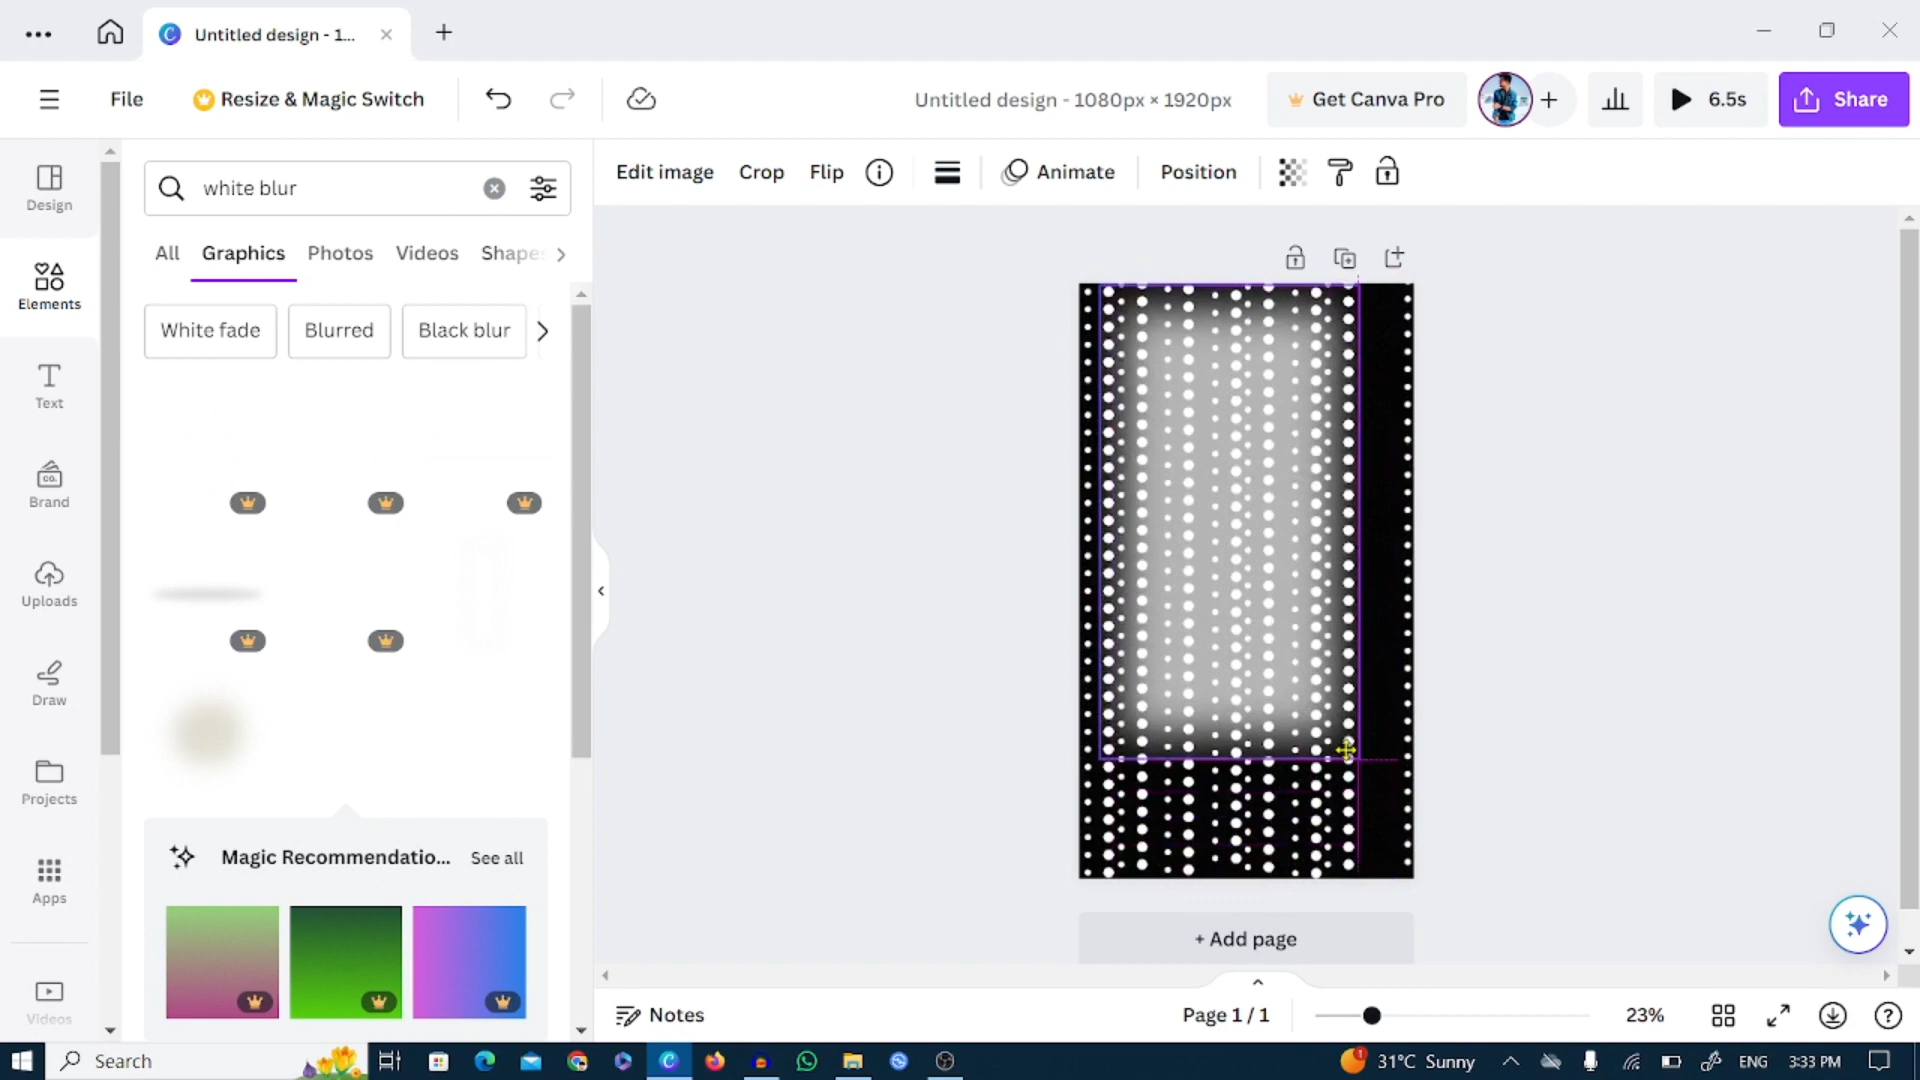 Untitled design - 1...
File
Resize & Magic Switch
Untitled design - 1080px × 1920px
Get Canva Pro
6.5s
Share
Design
Elements
Text
Brand
CO.
Uploads
Draw
Projects
Apps
Videos
white blur
All
Graphics
Photos
Videos
Shapes
White fade
Blurred
Black blur
Magic Recommendatio...
See all
Edit image
Crop
Flip
Animate
Position
+ Add page
Notes
Page 1 / 1
23%
Search
31°C Sunny
ENG
3:33 PM